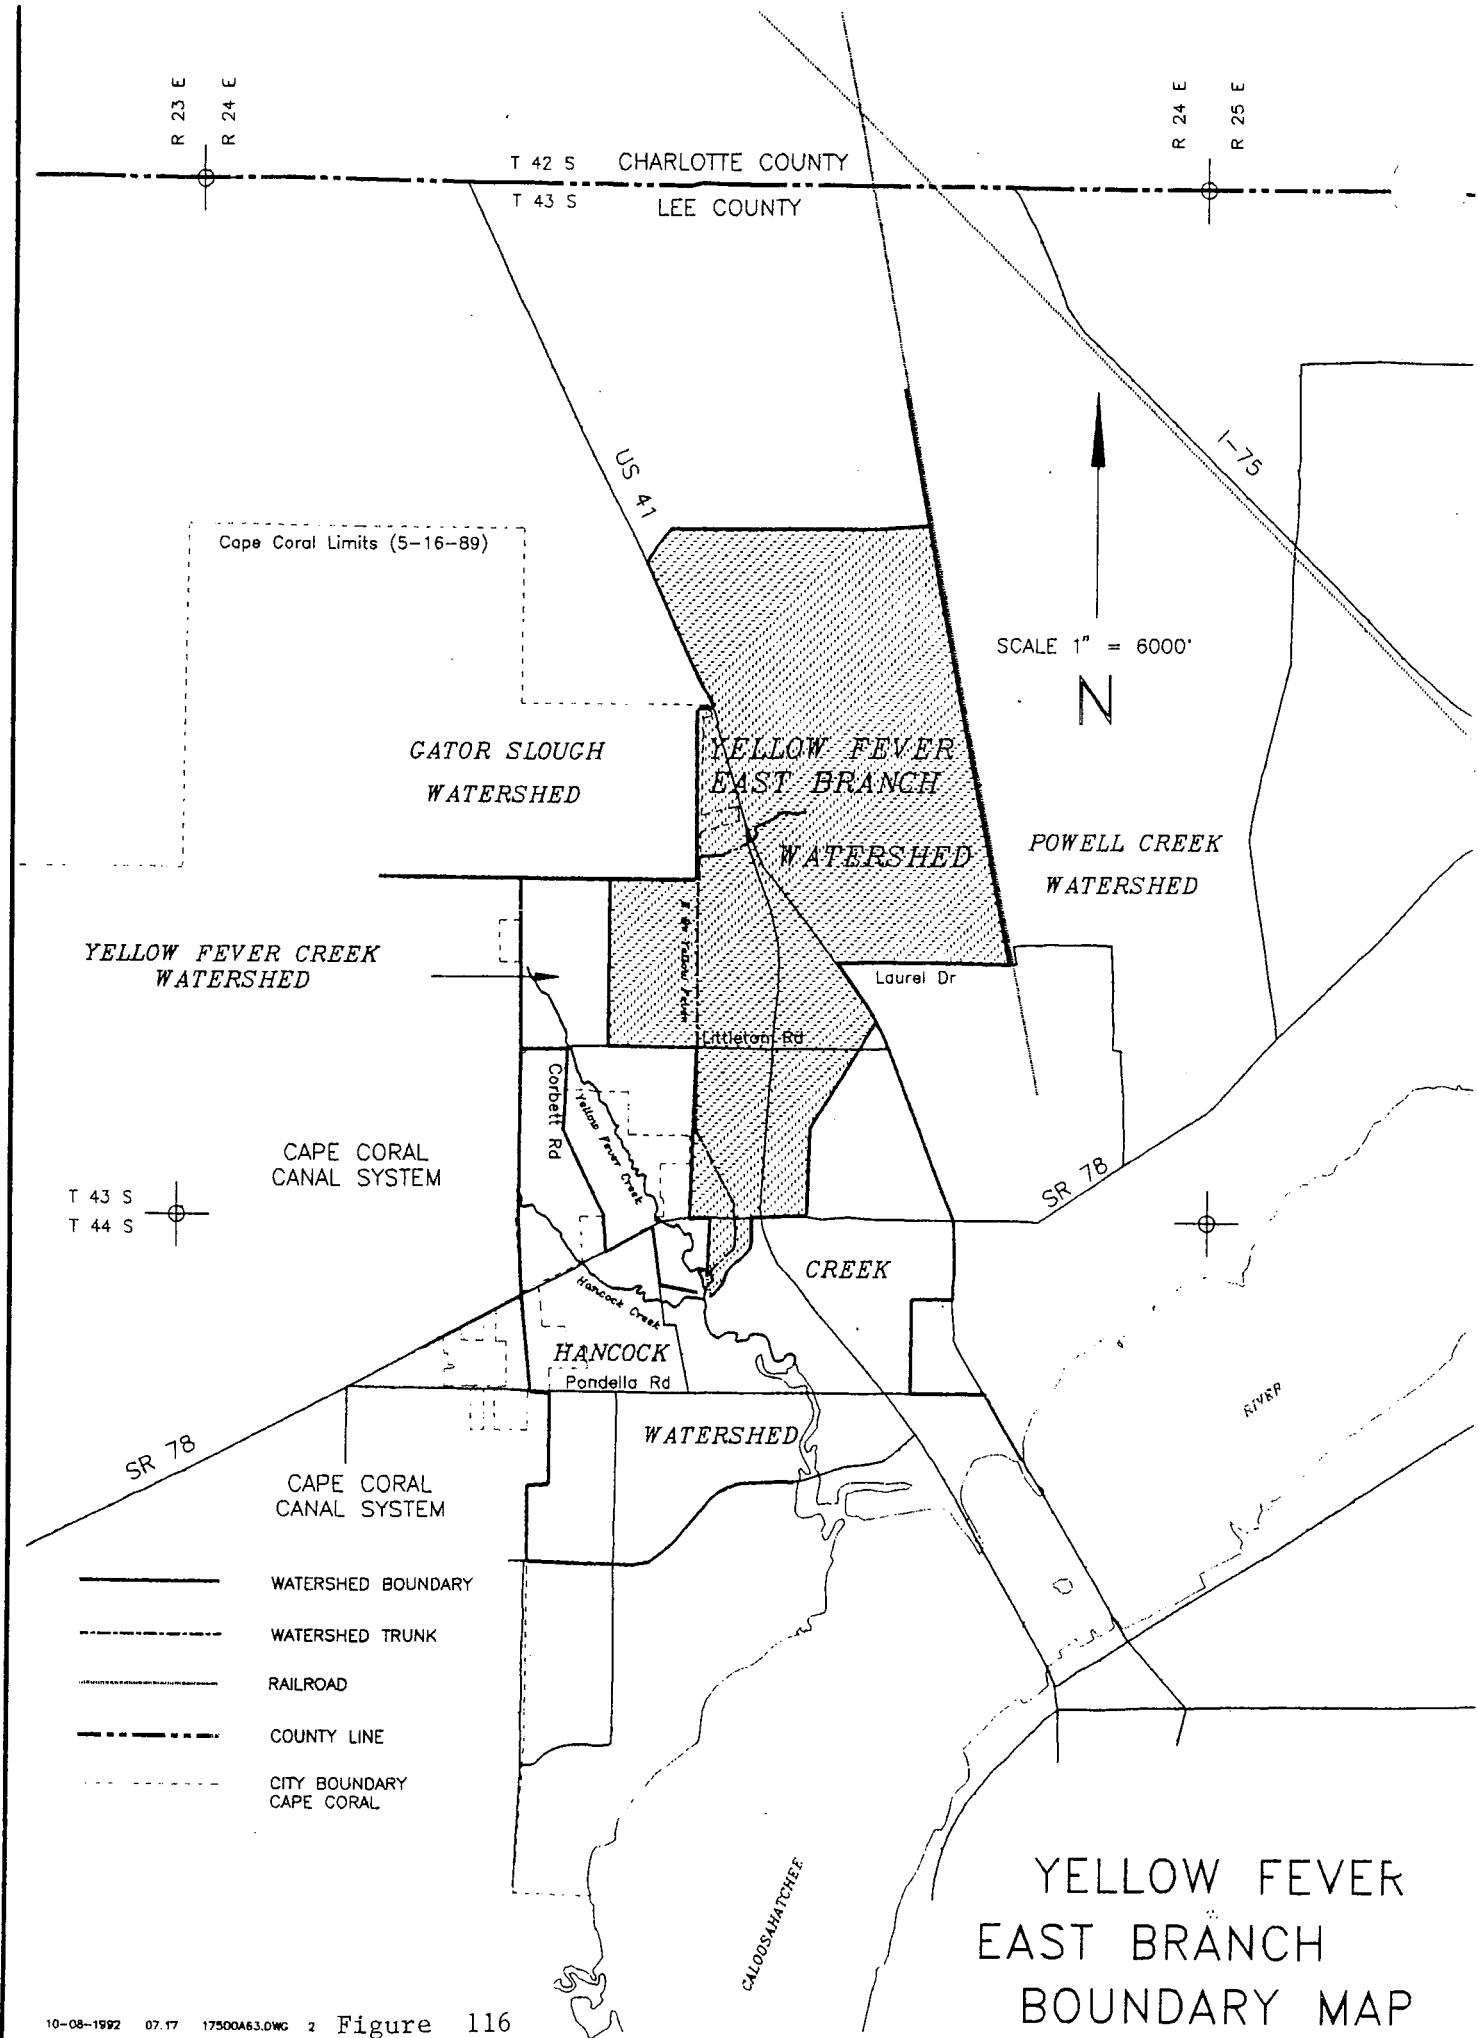 R 23 E
R 24 E
R 24 E
R 25 E
T 42 S
CHARLOTTE COUNTY
T 43 S
LEE COUNTY
US 41
I-75
Cape Coral Limits (5-16-89)
SCALE 1" = 6000'
N
GATOR SLOUGH
WATERSHED
YELLOW FEVER
EAST BRANCH
WATERSHED
POWELL CREEK
WATERSHED
YELLOW FEVER CREEK
WATERSHED
E Br Yellow Fever
Laurel Dr
Littleton Rd
Corbett Rd
Yellow Fever Creek
CAPE CORAL
CANAL SYSTEM
T 43 S
T 44 S
SR 78
CREEK
Hancock Creek
HANCOCK
Pondella Rd
WATERSHED
RIVER
SR 78
CAPE CORAL
CANAL SYSTEM
WATERSHED BOUNDARY
WATERSHED TRUNK
RAILROAD
COUNTY LINE
CITY BOUNDARY
CAPE CORAL
CALOOSAHATCHEE
YELLOW FEVER
EAST BRANCH
BOUNDARY MAP
10-08-1992 07.17 17500A63.DWG 2 Figure 116